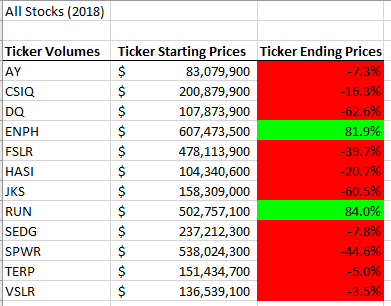 All Stocks (2018)
Ticker Volumes Ticker Starting Prices Ticker Ending Prices
AY $ 83,079,900 -7.3%
CSIQ $ 200,879,900 -16.3%
DQ $ 107,873,900 -62.6%
ENPH $ 607,473,500 81.9%
FSLR $ 478,113,900 -39.7%
HASI $ 104,340,600 -20.7%
JKS $ 158,309,000 -60.5%
RUN $ 502,757,100 84.0%
SEDG $ 237,212,300 -7.8%
SPWR $ 538,024,300 -44.6%
TERP $ 151,434,700 -5.0%
VSLR $ 136,539,100 -3.5%